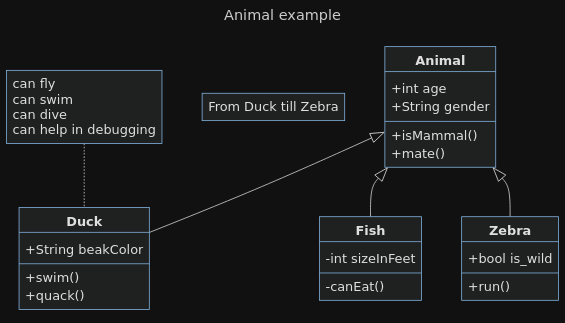 Animal example
can fly
can swim
can dive
can help in debugging
From Duck till Zebra
Animal
+int age
+String gender
+isMammal()
+mate()
Duck
+String beakColor
+swim()
+quack()
Fish
-int sizeInFeet
-canEat()
Zebra
+bool is_wild
+run()